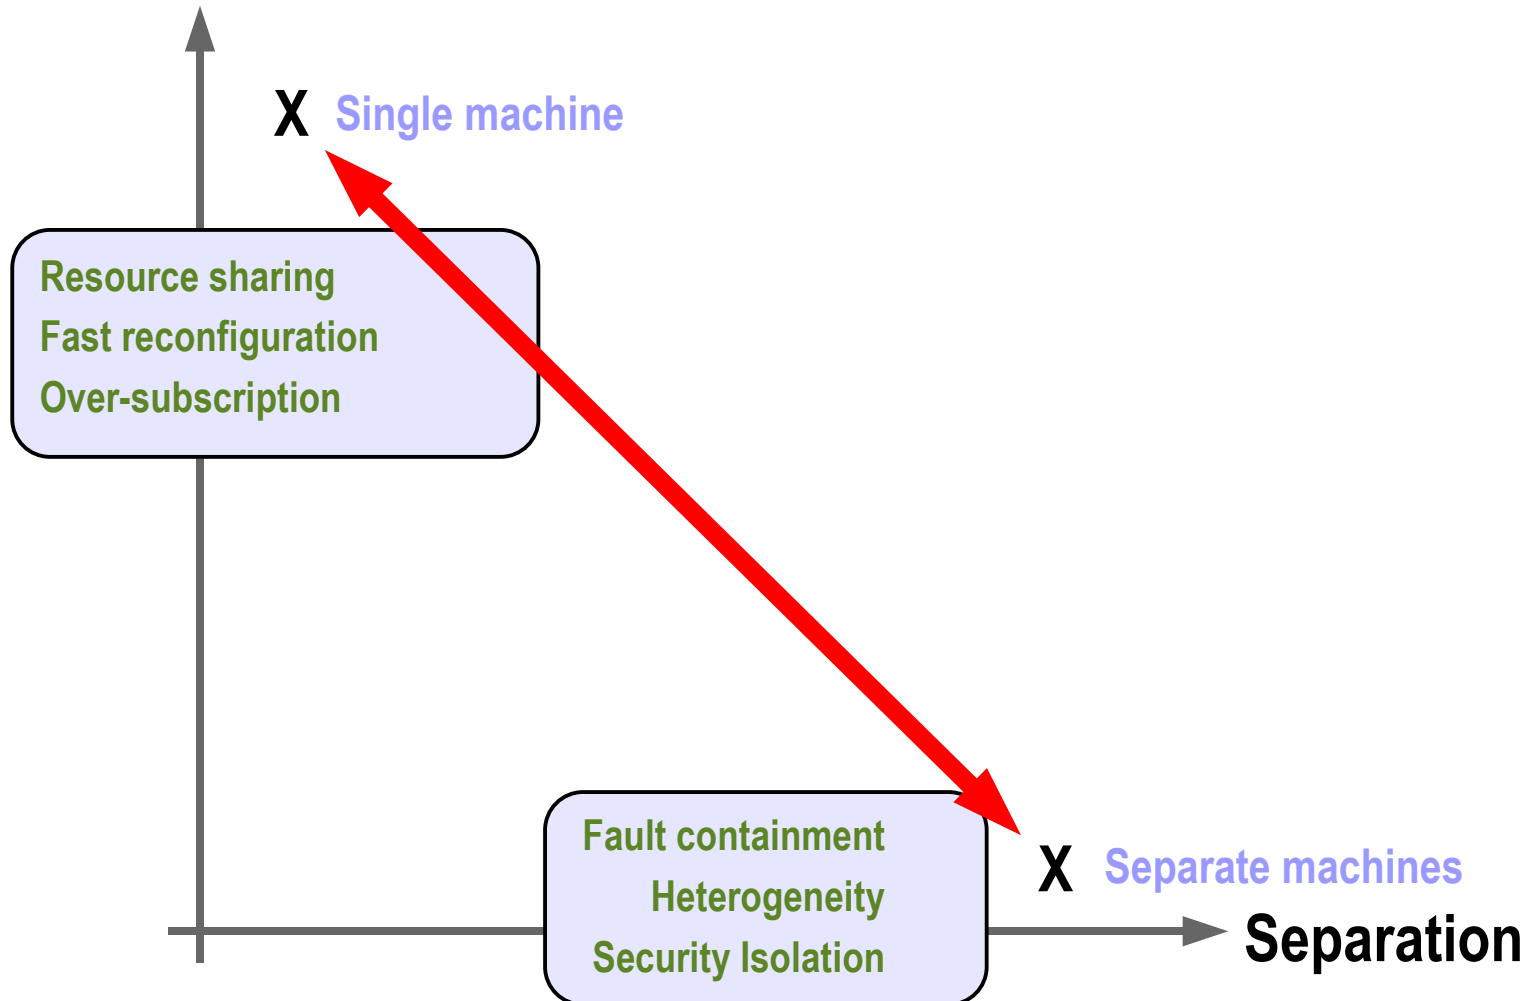 X Single machine
Resource sharing
Fast reconfiguration
Over-subscription
Fault containment
Heterogeneity
Security Isolation
X Separate machines
Separation